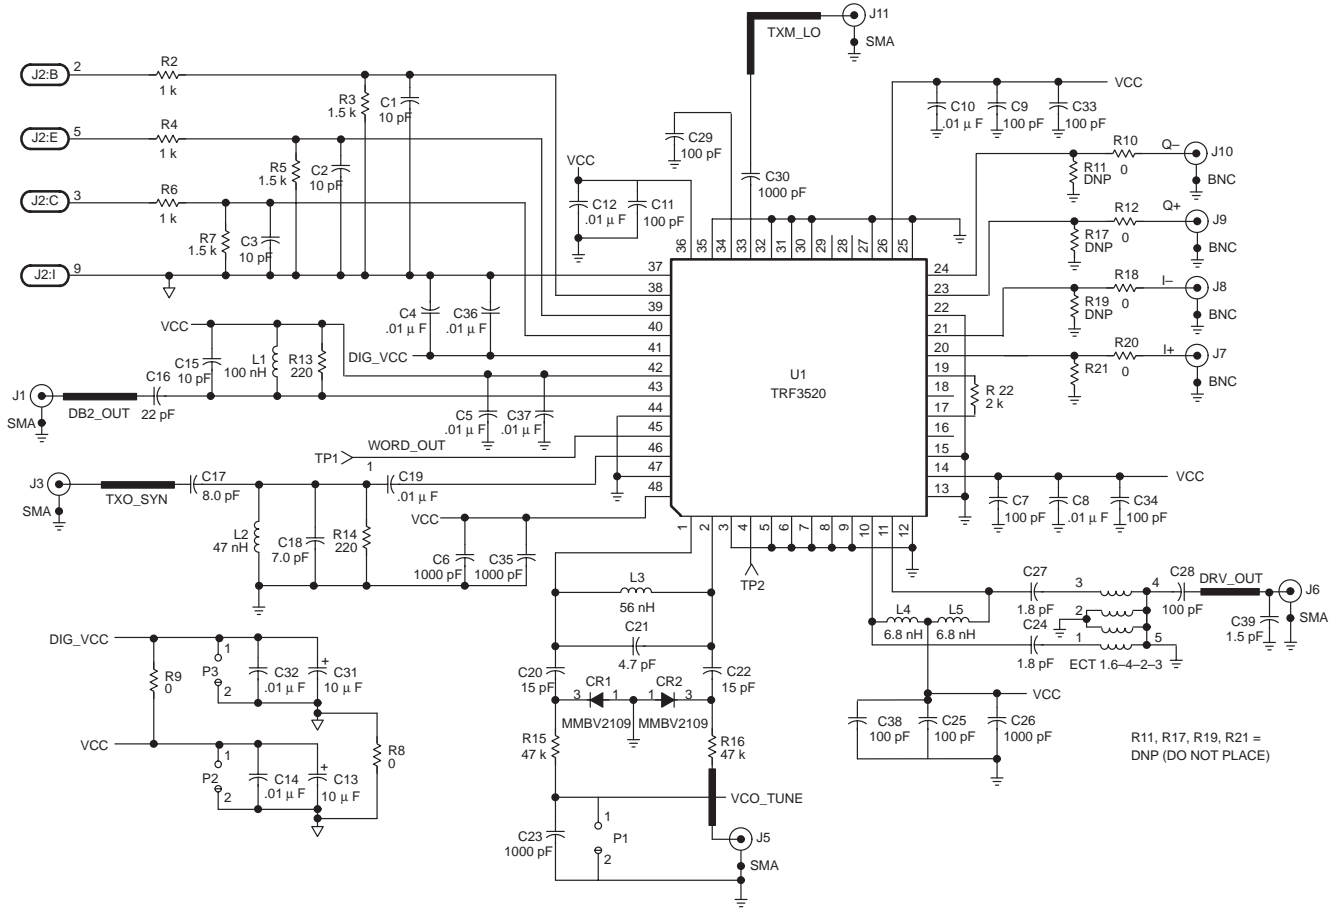 J11
TXM_LO
SMA
J2:B 2
R2
1 k
R3
1.5 k
C1
10 pF
VCC
C10
.01 μ F
C9
100 pF
C33
100 pF
J2:E 5
R4
1 k
R5
1.5 k
C2
10 pF
C29
100 pF
R10
0
Q–
J10
R11
DNP
BNC
VCC
C30
1000 pF
J2:C 3
R6
1 k
R7
1.5 k
C3
10 pF
C12
.01 μ F
C11
100 pF
R12
0
Q+
J9
R17
DNP
BNC
36 35 34 33 32 31 30 29 28 27 26 25
J2:I 9
R18
0
I–
J8
R19
DNP
BNC
C4
.01 μ F
C36
.01 μ F
DIG_VCC
R20
0
I+
J7
R21
BNC
VCC
C15
10 pF
L1
100 nH
R13
220
J1
SMA
DB2_OUT
C16
22 pF
C5
.01 μ F
C37
.01 μ F
37
38
39
40
41
42
43
44
45
46
47
48
U1
TRF3520
24
23
22
21
20
19
18
17
16
15
14
13
R 22
2 k
TP1
WORD_OUT
1
J3
SMA
TXO_SYN
C17
8.0 pF
C19
.01 μ F
L2
47 nH
C18
7.0 pF
R14
220
VCC
C6
1000 pF
C35
1000 pF
VCC
C7
100 pF
C8
.01 μ F
C34
100 pF
1 2 3 4 5 6 7 8 9 10 11 12
TP2
L3
56 nH
C21
4.7 pF
C20
15 pF
C22
15 pF
3 CR1 1
MMBV2109
1 CR2 3
MMBV2109
R15
47 k
R16
47 k
VCO_TUNE
C23
1000 pF
1
P1
2
J5
SMA
L4
6.8 nH
L5
6.8 nH
C27
1.8 pF
C24
1.8 pF
3
2
1
4
5
ECT 1.6–4–2–3
C28
100 pF
DRV_OUT
J6
SMA
C39
1.5 pF
VCC
C38
100 pF
C25
100 pF
C26
1000 pF
DIG_VCC
R9
0
1
P3
2
C32
.01 μ F
+
C31
10 μ F
VCC
1
P2
2
C14
.01 μ F
+
C13
10 μ F
R8
0
R11, R17, R19, R21 =
DNP (DO NOT PLACE)